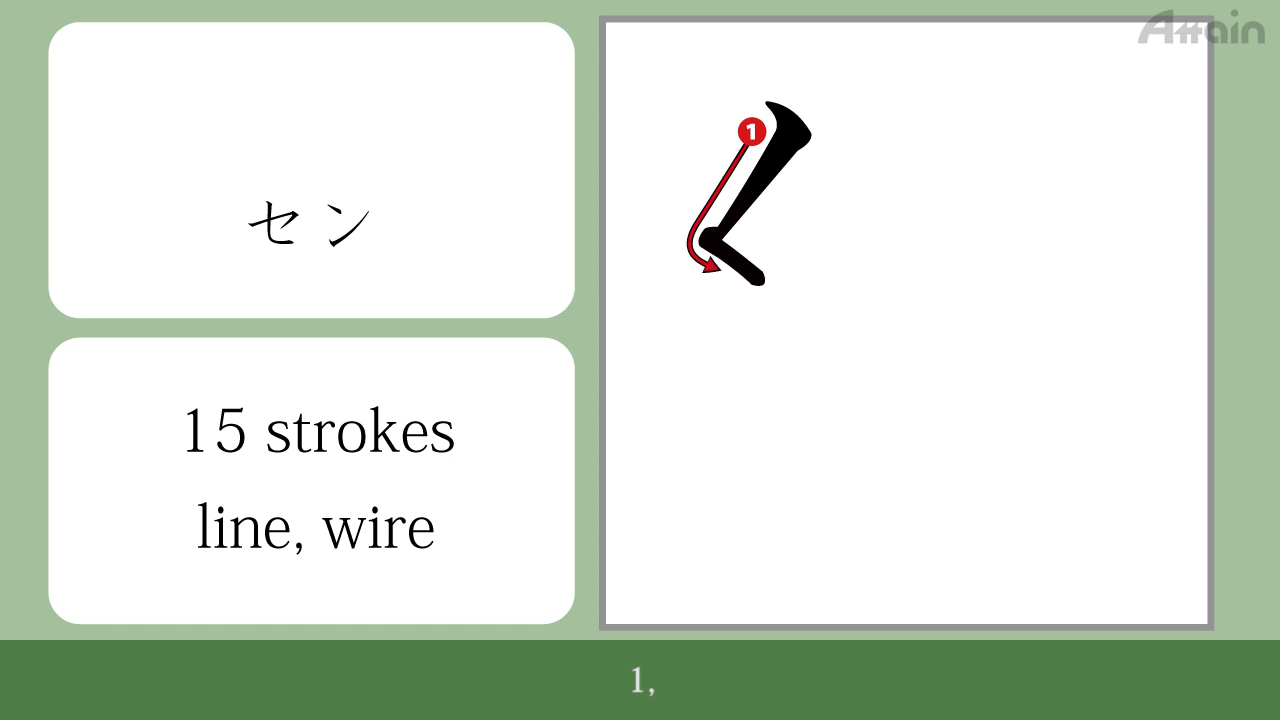 セン
15 strokes
line, wire
Attain
1
1,